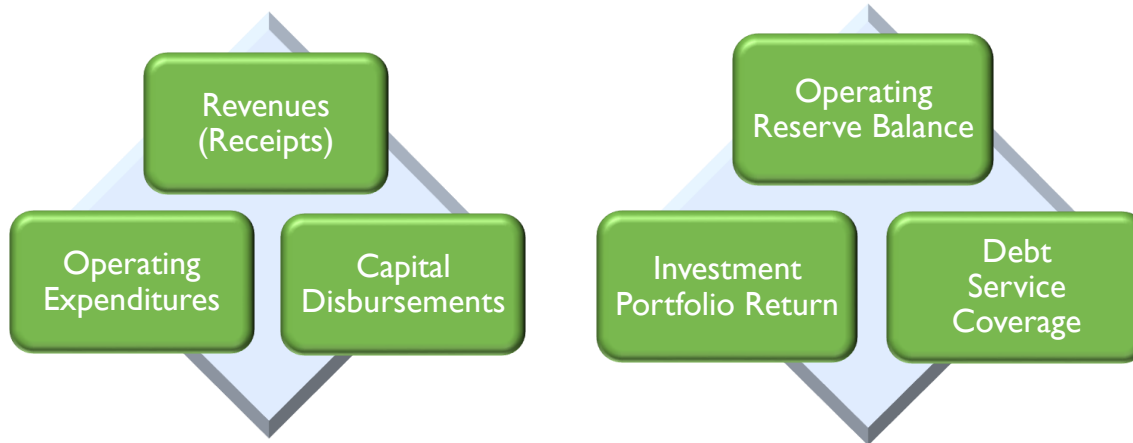 Revenues
(Receipts)
Operating
Expenditures
Capital
Disbursements
Operating
Reserve Balance
Investment
Portfolio Return
Debt
Service
Coverage